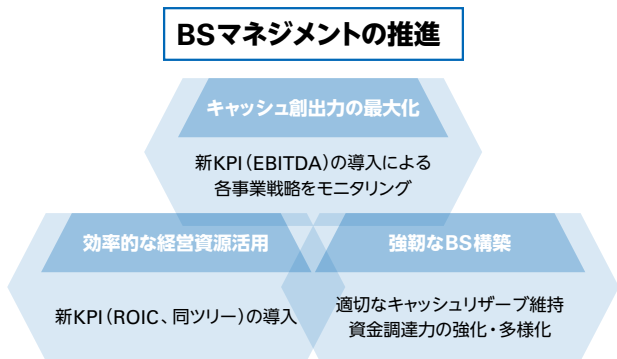 BSマネジメントの推進
キャッシュ創出力の最大化
新KPI（EBITDA）の導入による
各事業戦略をモニタリング
効率的な経営資源活用
新KPI（ROIC、同ツリー）の導入
強靭なBS構築
適切なキャッシュリザーブ維持
資金調達力の強化・多様化